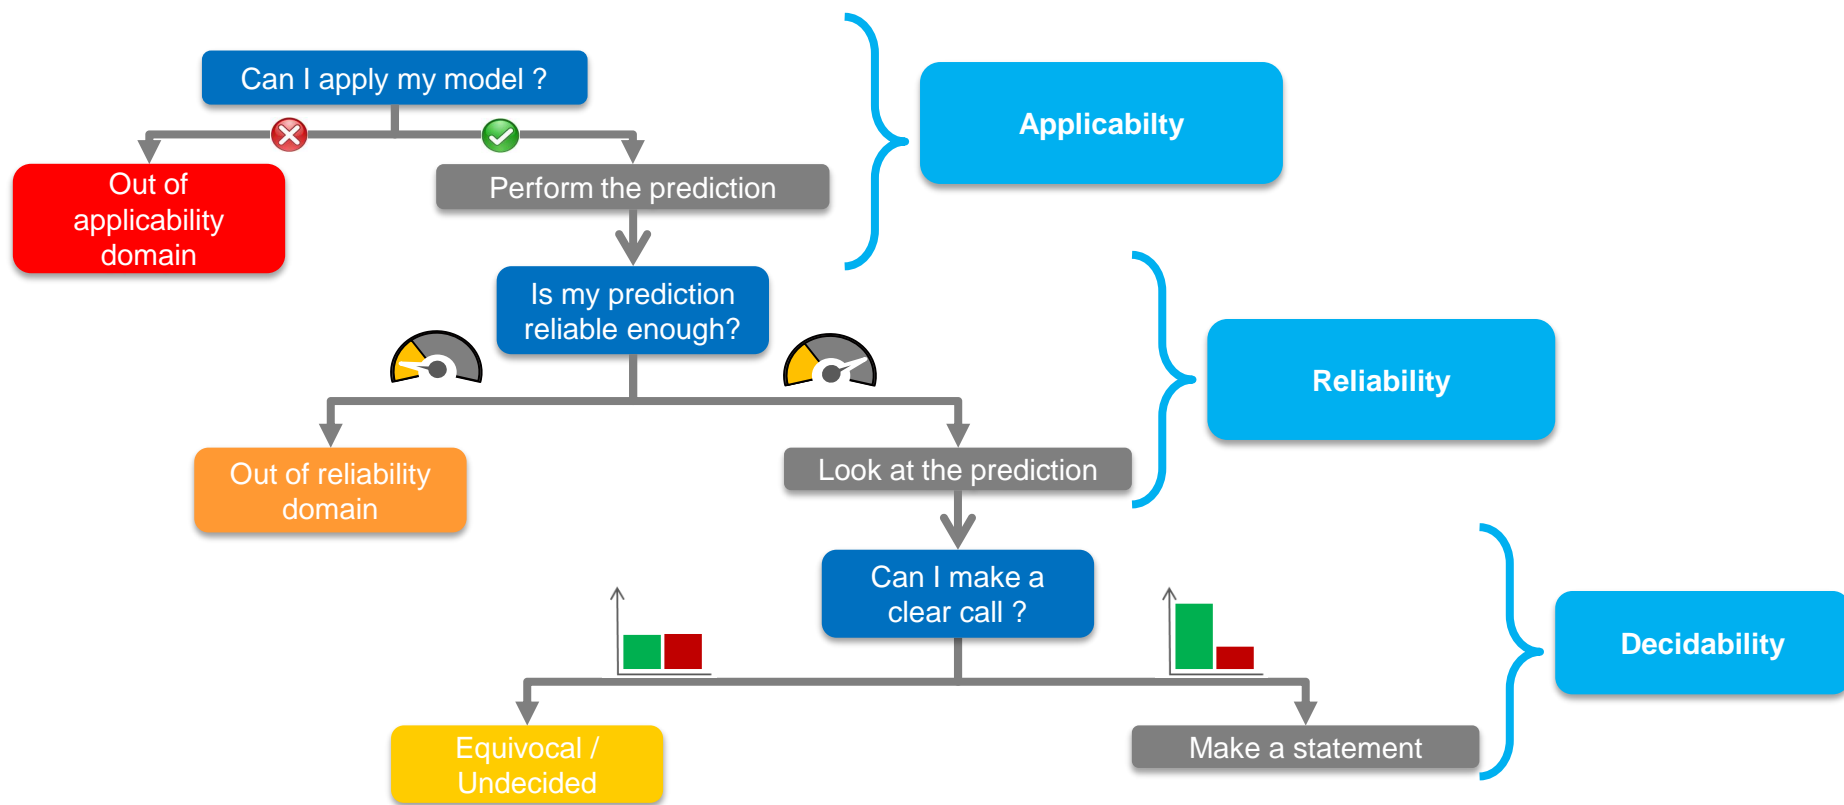 Can I apply my model ?
Applicabilty
Out of
applicability
domain
Perform the prediction
Is my prediction
reliable enough?
Reliability
Out of reliability
domain
Look at the prediction
Can I make a
clear call ?
Decidability
Equivocal /
Undecided
Make a statement